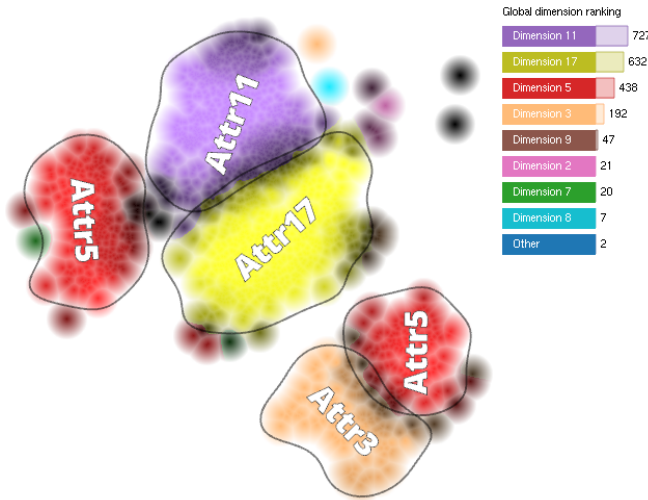 Global dimension ranking
Dimension 11 727
Dimension 17 632
Dimension 5 438
Dimension 3 192
Dimension 9 47
Dimension 2 21
Dimension 7 20
Dimension 8 7
Other 2
Attr11
Attr5
Attr17
Attr5
Attr3